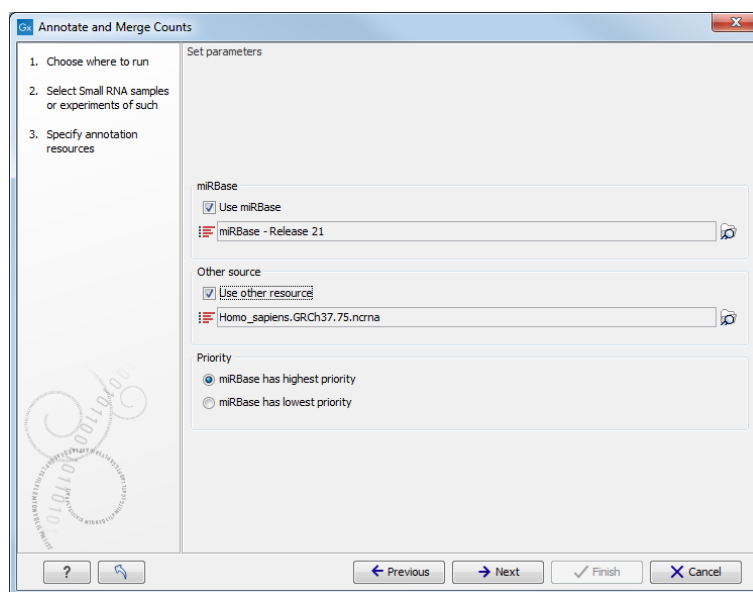 Gx Annotate and Merge Counts
Set parameters
1. Choose where to run
2. Select Small RNA samples
or experiments of such
3. Specify annotation
resources
miRBase
Use miRBase
miRBase - Release 21
Other source
Use other resource
Homo_sapiens.GRCh37.75.ncrna
Priority
miRBase has highest priority
miRBase has lowest priority
? Previous Next Finish Cancel